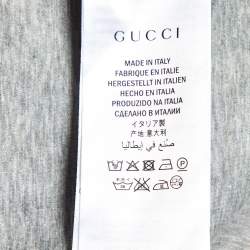 GUCCI
MADE IN ITALY
FABRIQUE EN ITALIE
HERGESTELLT IN ITALIEN
HECHO EN ITALIA
PRODUZIDO NA ITALIA
СДЕЛАНО В ИТАЛИИ
イタリア製
产地 意大利
صنع في إيطاليا